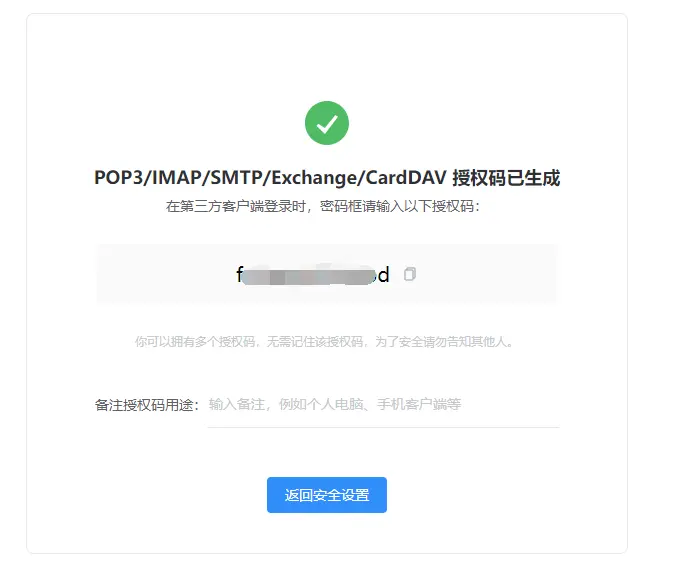 POP3/IMAP/SMTP/Exchange/CardDAV 授权码已生成
在第三方客户端登录时，密码框请输入以下授权码：
你可以拥有多个授权码，无需记住该授权码，为了安全请勿告知其他人。
备注授权码用途： 输入备注，例如个人电脑、手机客户端等
返回安全设置